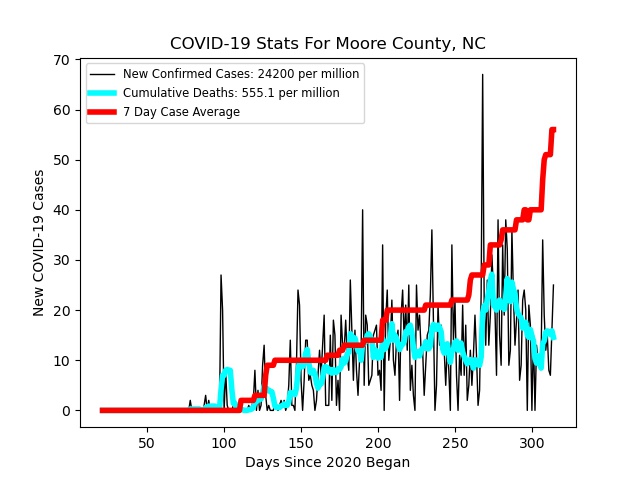 COVID-19 Stats For Moore County, NC
New Confirmed Cases: 24200 per million
Cumulative Deaths: 555.1 per million
7 Day Case Average
New COVID-19 Cases
70
60
50
40
30
20
10
0
50 100 150 200 250 300
Days Since 2020 Began